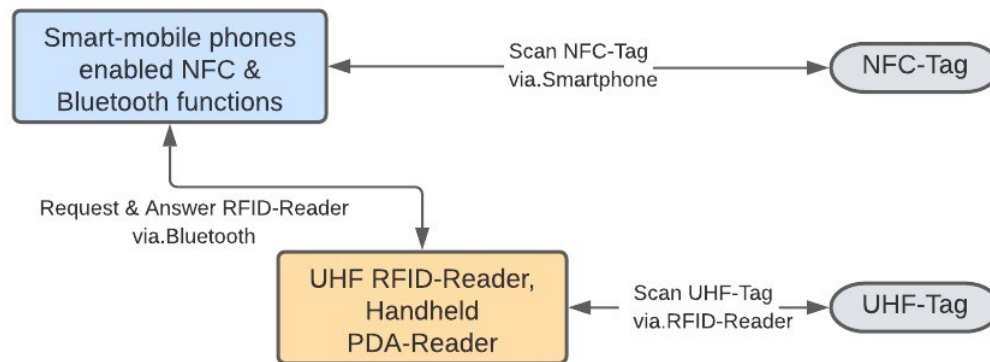 Smart-mobile phones
enabled NFC &
Bluetooth functions
Scan NFC-Tag
via.Smartphone
NFC-Tag
Request & Answer RFID-Reader
via.Bluetooth
UHF RFID-Reader,
Handheld
PDA-Reader
Scan UHF-Tag
via.RFID-Reader
UHF-Tag